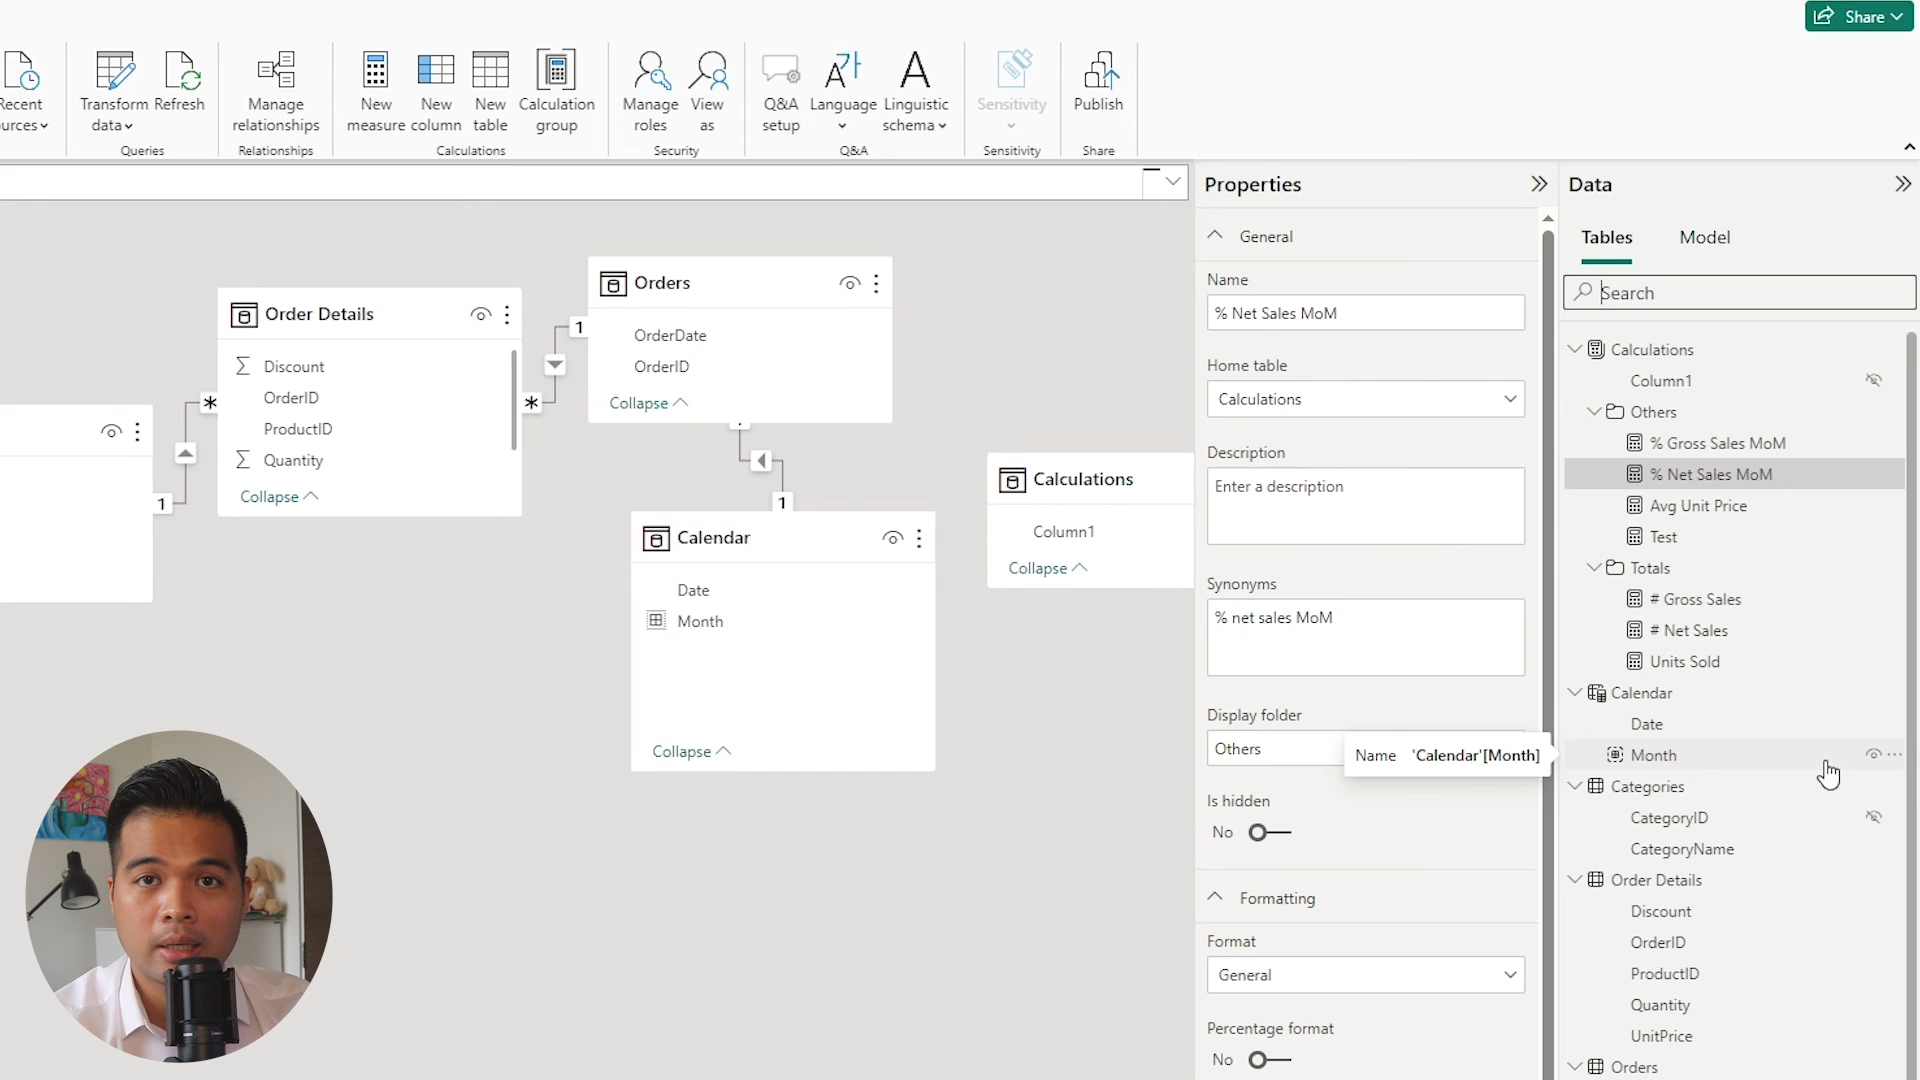 Share
Recent
urces
Transform
data
Refresh
Queries
Manage
relationships
Relationships
New
measure
New
column
New
table
Calculation
group
Calculations
Manage
roles
View
as
Security
Q&A
setup
Language
Linguistic
schema
Q&A
Sensitivity
Sensitivity
Publish
Share
Order Details
Discount
OrderID
ProductID
Quantity
Collapse
Orders
OrderDate
OrderID
Collapse
1
*
*
1
1
Calendar
Date
Month
Collapse
Calculations
Column1
Collapse
Properties
General
Name
% Net Sales MoM
Home table
Calculations
Description
Enter a description
Synonyms
% net sales MoM
Display folder
Others
Name 'Calendar'[Month]
Is hidden
No
Formatting
Format
General
Percentage format
No
Data
Tables Model
Search
Calculations
Column1
Others
% Gross Sales MoM
% Net Sales MoM
Avg Unit Price
Test
Totals
# Gross Sales
# Net Sales
Units Sold
Calendar
Date
Month
Categories
CategoryID
CategoryName
Order Details
Discount
OrderID
ProductID
Quantity
UnitPrice
Orders